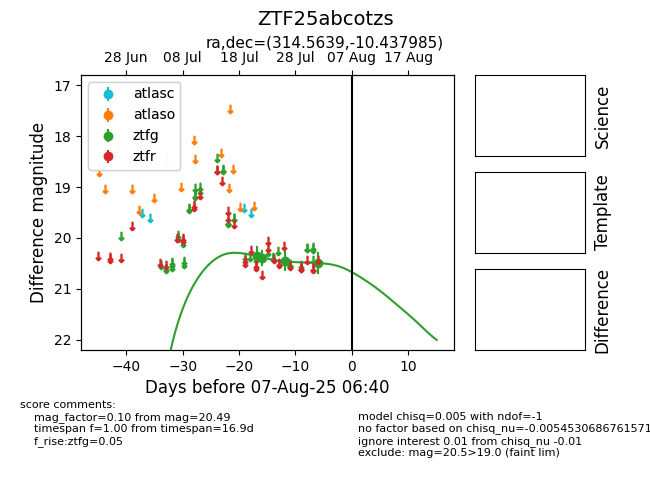 ZTF25abcotzs
ra,dec=(314.5639,-10.437985)
28 Jun 08 Jul 18 Jul 28 Jul 07 Aug 17 Aug
atlasc
atlaso
ztfg
ztfr
17
18
19
20
21
22
Difference magnitude
−40 −30 −20 −10 0 10
Days before 07-Aug-25 06:40
Science
Template
Difference
score comments:
mag_factor=0.10 from mag=20.49
timespan f=1.00 from timespan=16.9d
f_rise:ztfg=0.05
model chisq=0.005 with ndof=-1
no factor based on chisq_nu=-0.0054530686761571
ignore interest 0.01 from chisq_nu -0.01
exclude: mag=20.5>19.0 (faint lim)